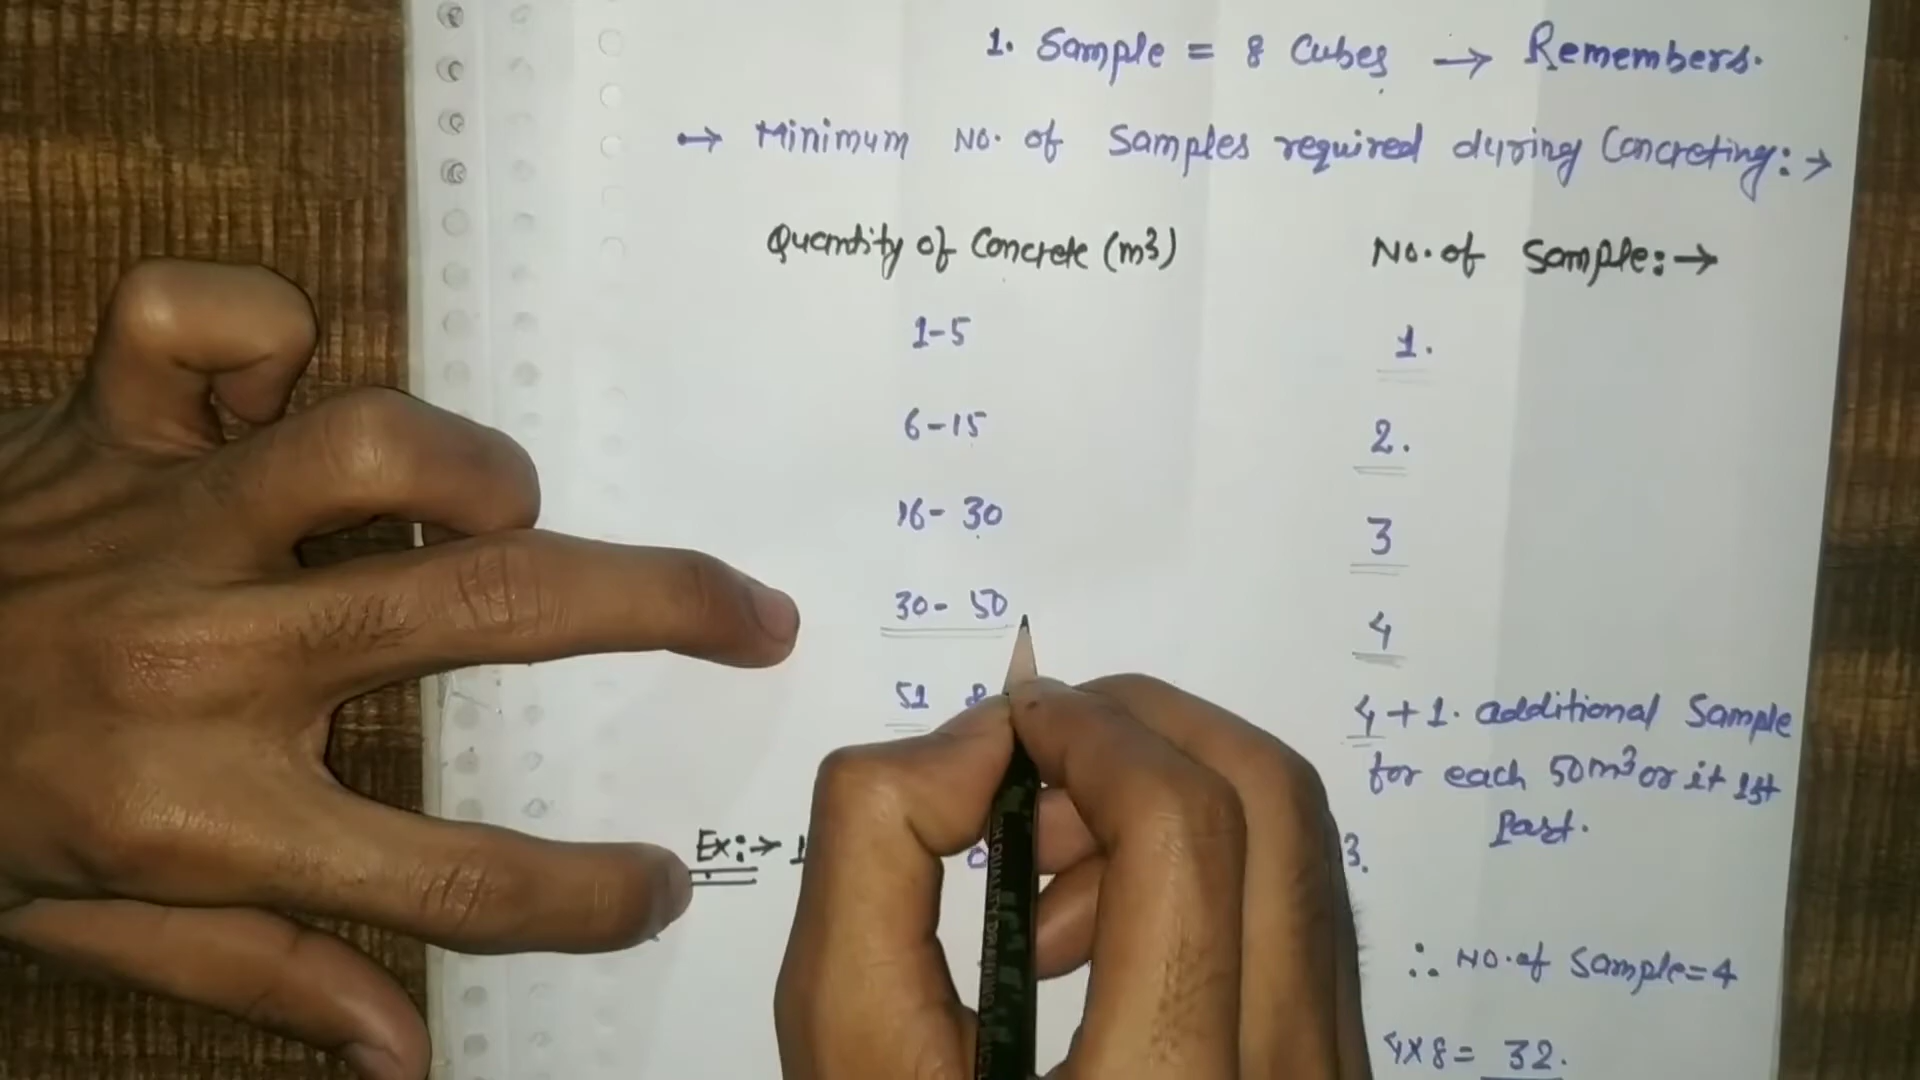 1. Sample = 8 Cubes → Remembers.
→ Minimum No. of Samples required during Concreting:→
Quantity of Concrete (m3) No. of Sample:→
1-5 1.
6-15 2.
16-30 3
30-50 4
51 4+1. additional Sample
for each 50m3 or it 1st
Part.
Ex:→ 1 3.
∴ No. of Sample=4
4x8= 32.